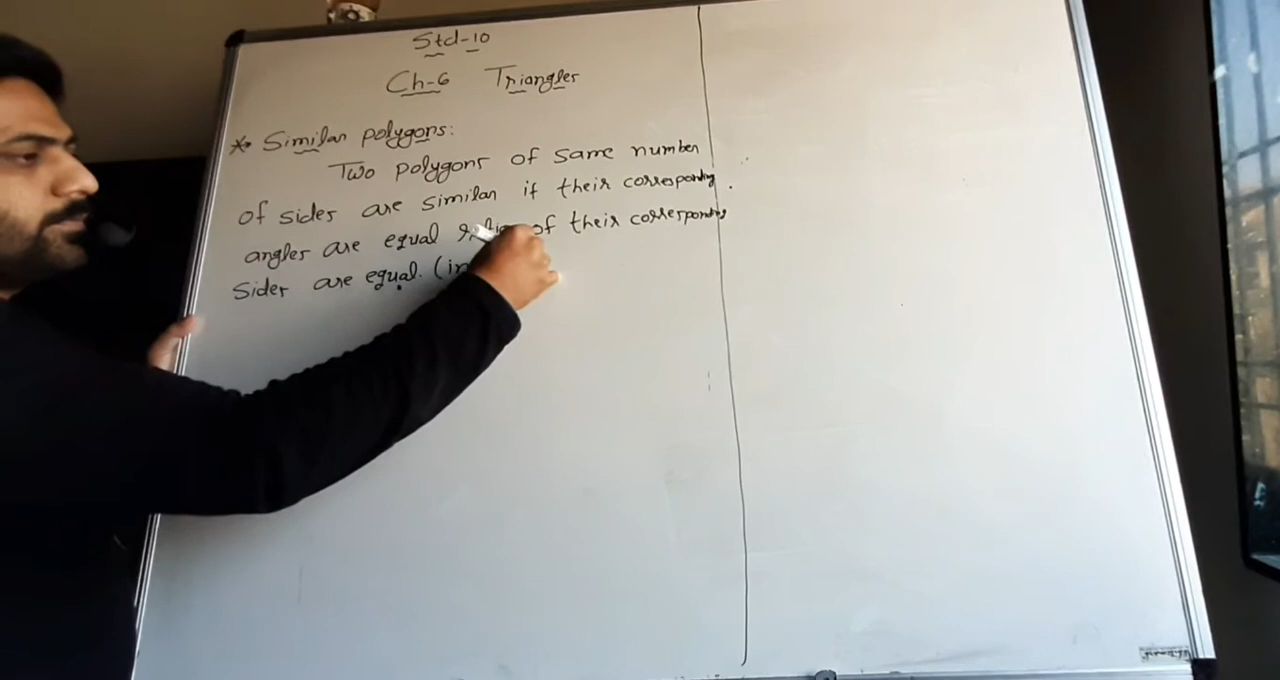 Std-10
Ch-6 Triangles
* Similar polygons:
Two polygons of same number
of sides are similar if their corresponding
angles are equal of their corresponding
Sides are equal. (in